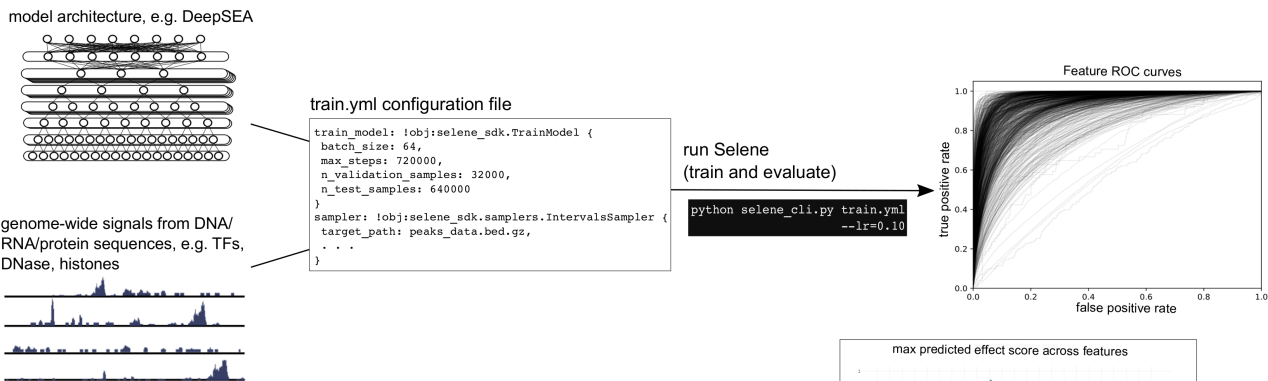 model architecture, e.g. DeepSEA
genome-wide signals from DNA/
RNA/protein sequences, e.g. TFs,
DNase, histones
train.yml configuration file
train_model: !obj:selene_sdk.TrainModel {
batch_size: 64,
max_steps: 720000,
n_validation_samples: 32000,
n_test_samples: 640000
}
sampler: !obj:selene_sdk.samplers.IntervalsSampler {
target_path: peaks_data.bed.gz,
. . .
}
run Selene
(train and evaluate)
python selene_cli.py train.yml
--lr=0.10
Feature ROC curves
true positive rate
1.0
0.8
0.6
0.4
0.2
0.0
0.0 0.2 0.4 0.6 0.8 1.0
false positive rate
max predicted effect score across features
1